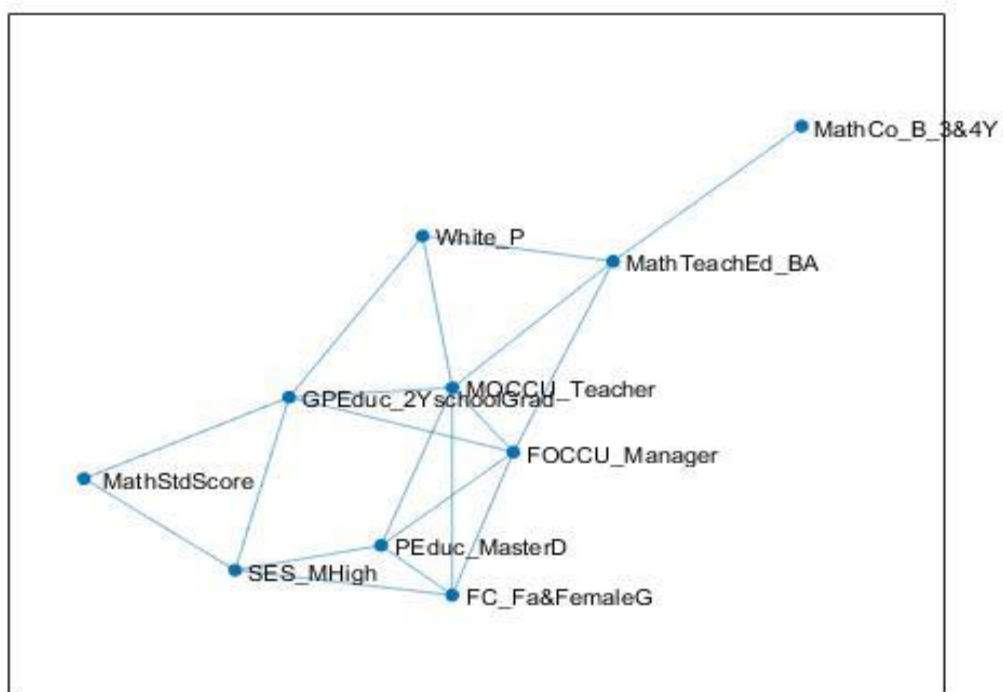 MathCo_B_3&4Y
White_P
MathTeachEd_BA
MOCCU_Teacher
GPEduc_2YschoolGrad
FOCCU_Manager
MathStdScore
PEduc_MasterD
SES_MHigh
FC_Fa&FemaleG